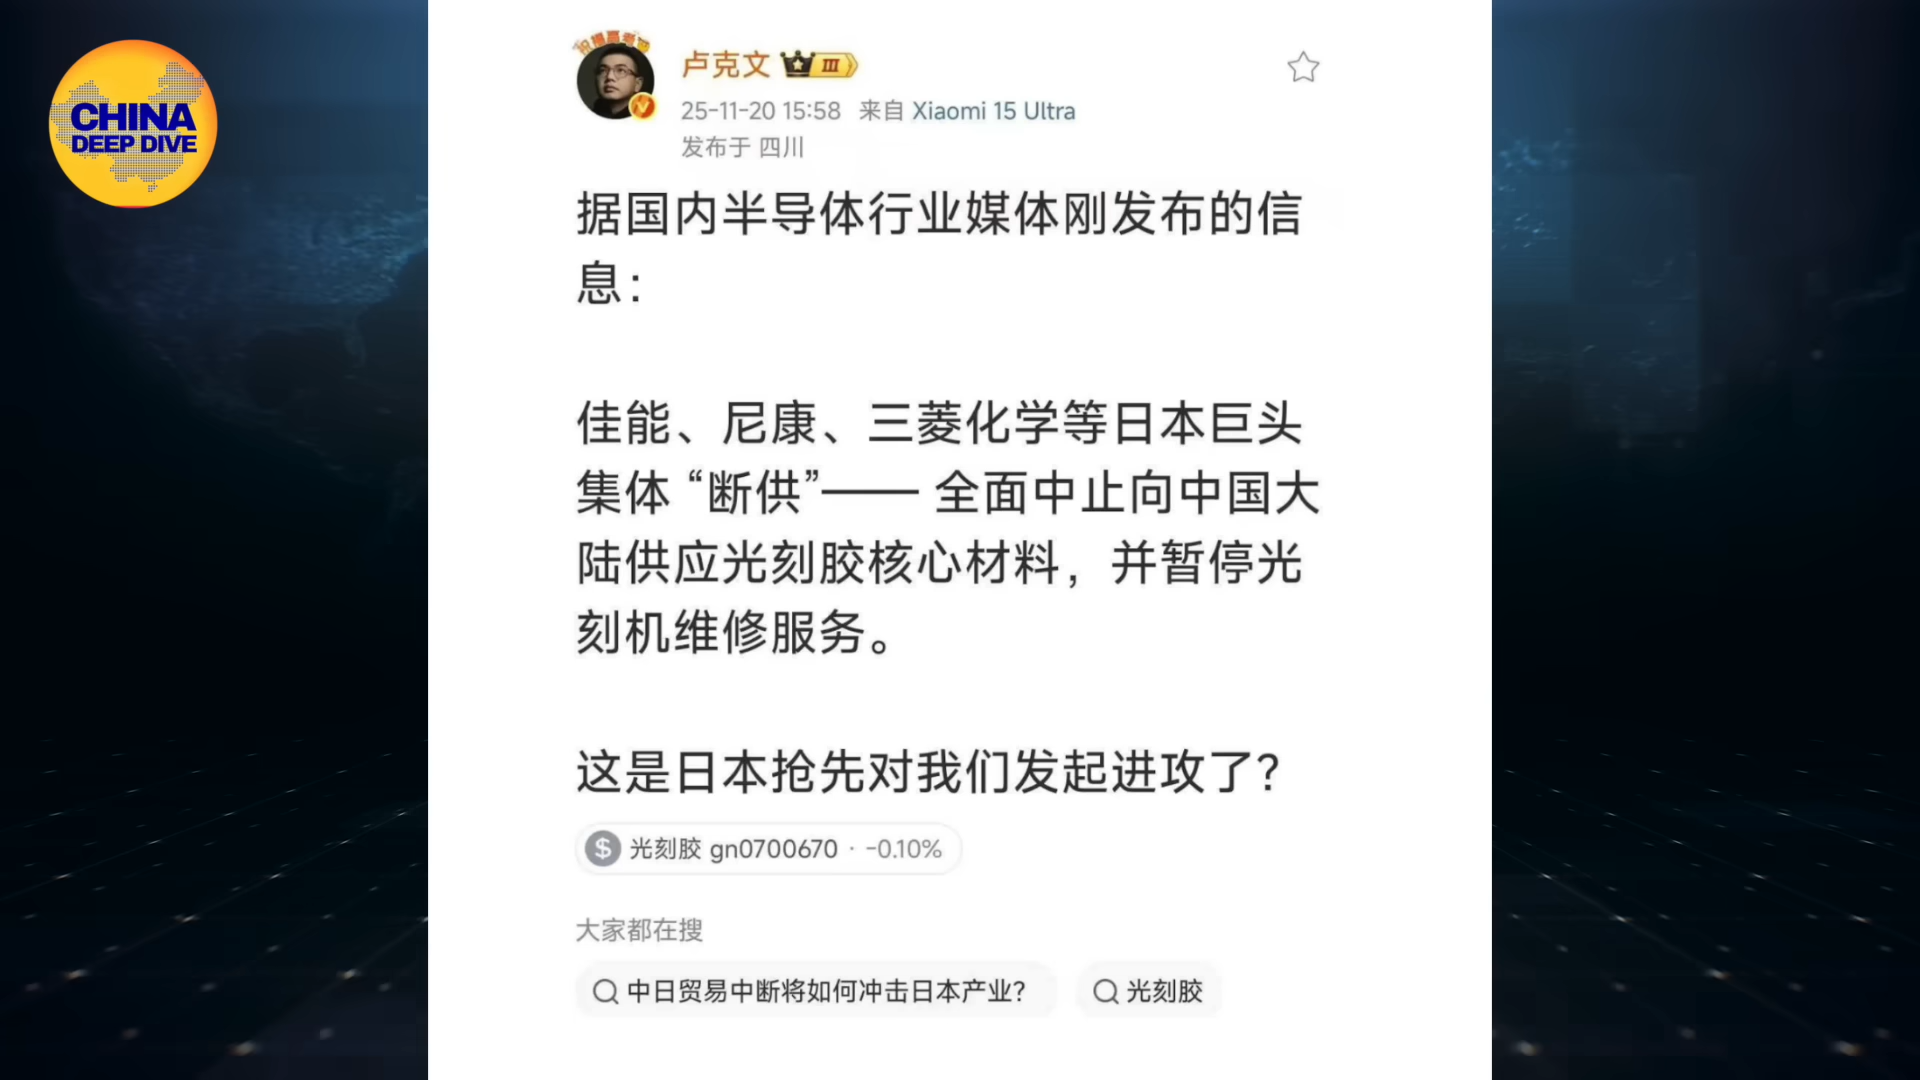 CHINA
DEEP DIVE
祝福高考
卢克文 III
25-11-20 15:58 来自 Xiaomi 15 Ultra
发布于 四川
据国内半导体行业媒体刚发布的信
息：
佳能、尼康、三菱化学等日本巨头
集体 “断供”—— 全面中止向中国大
陆供应光刻胶核心材料，并暂停光
刻机维修服务。
这是日本抢先对我们发起进攻了？
$ 光刻胶 gn0700670 · -0.10%
大家都在搜
中日贸易中断将如何冲击日本产业？ 光刻胶